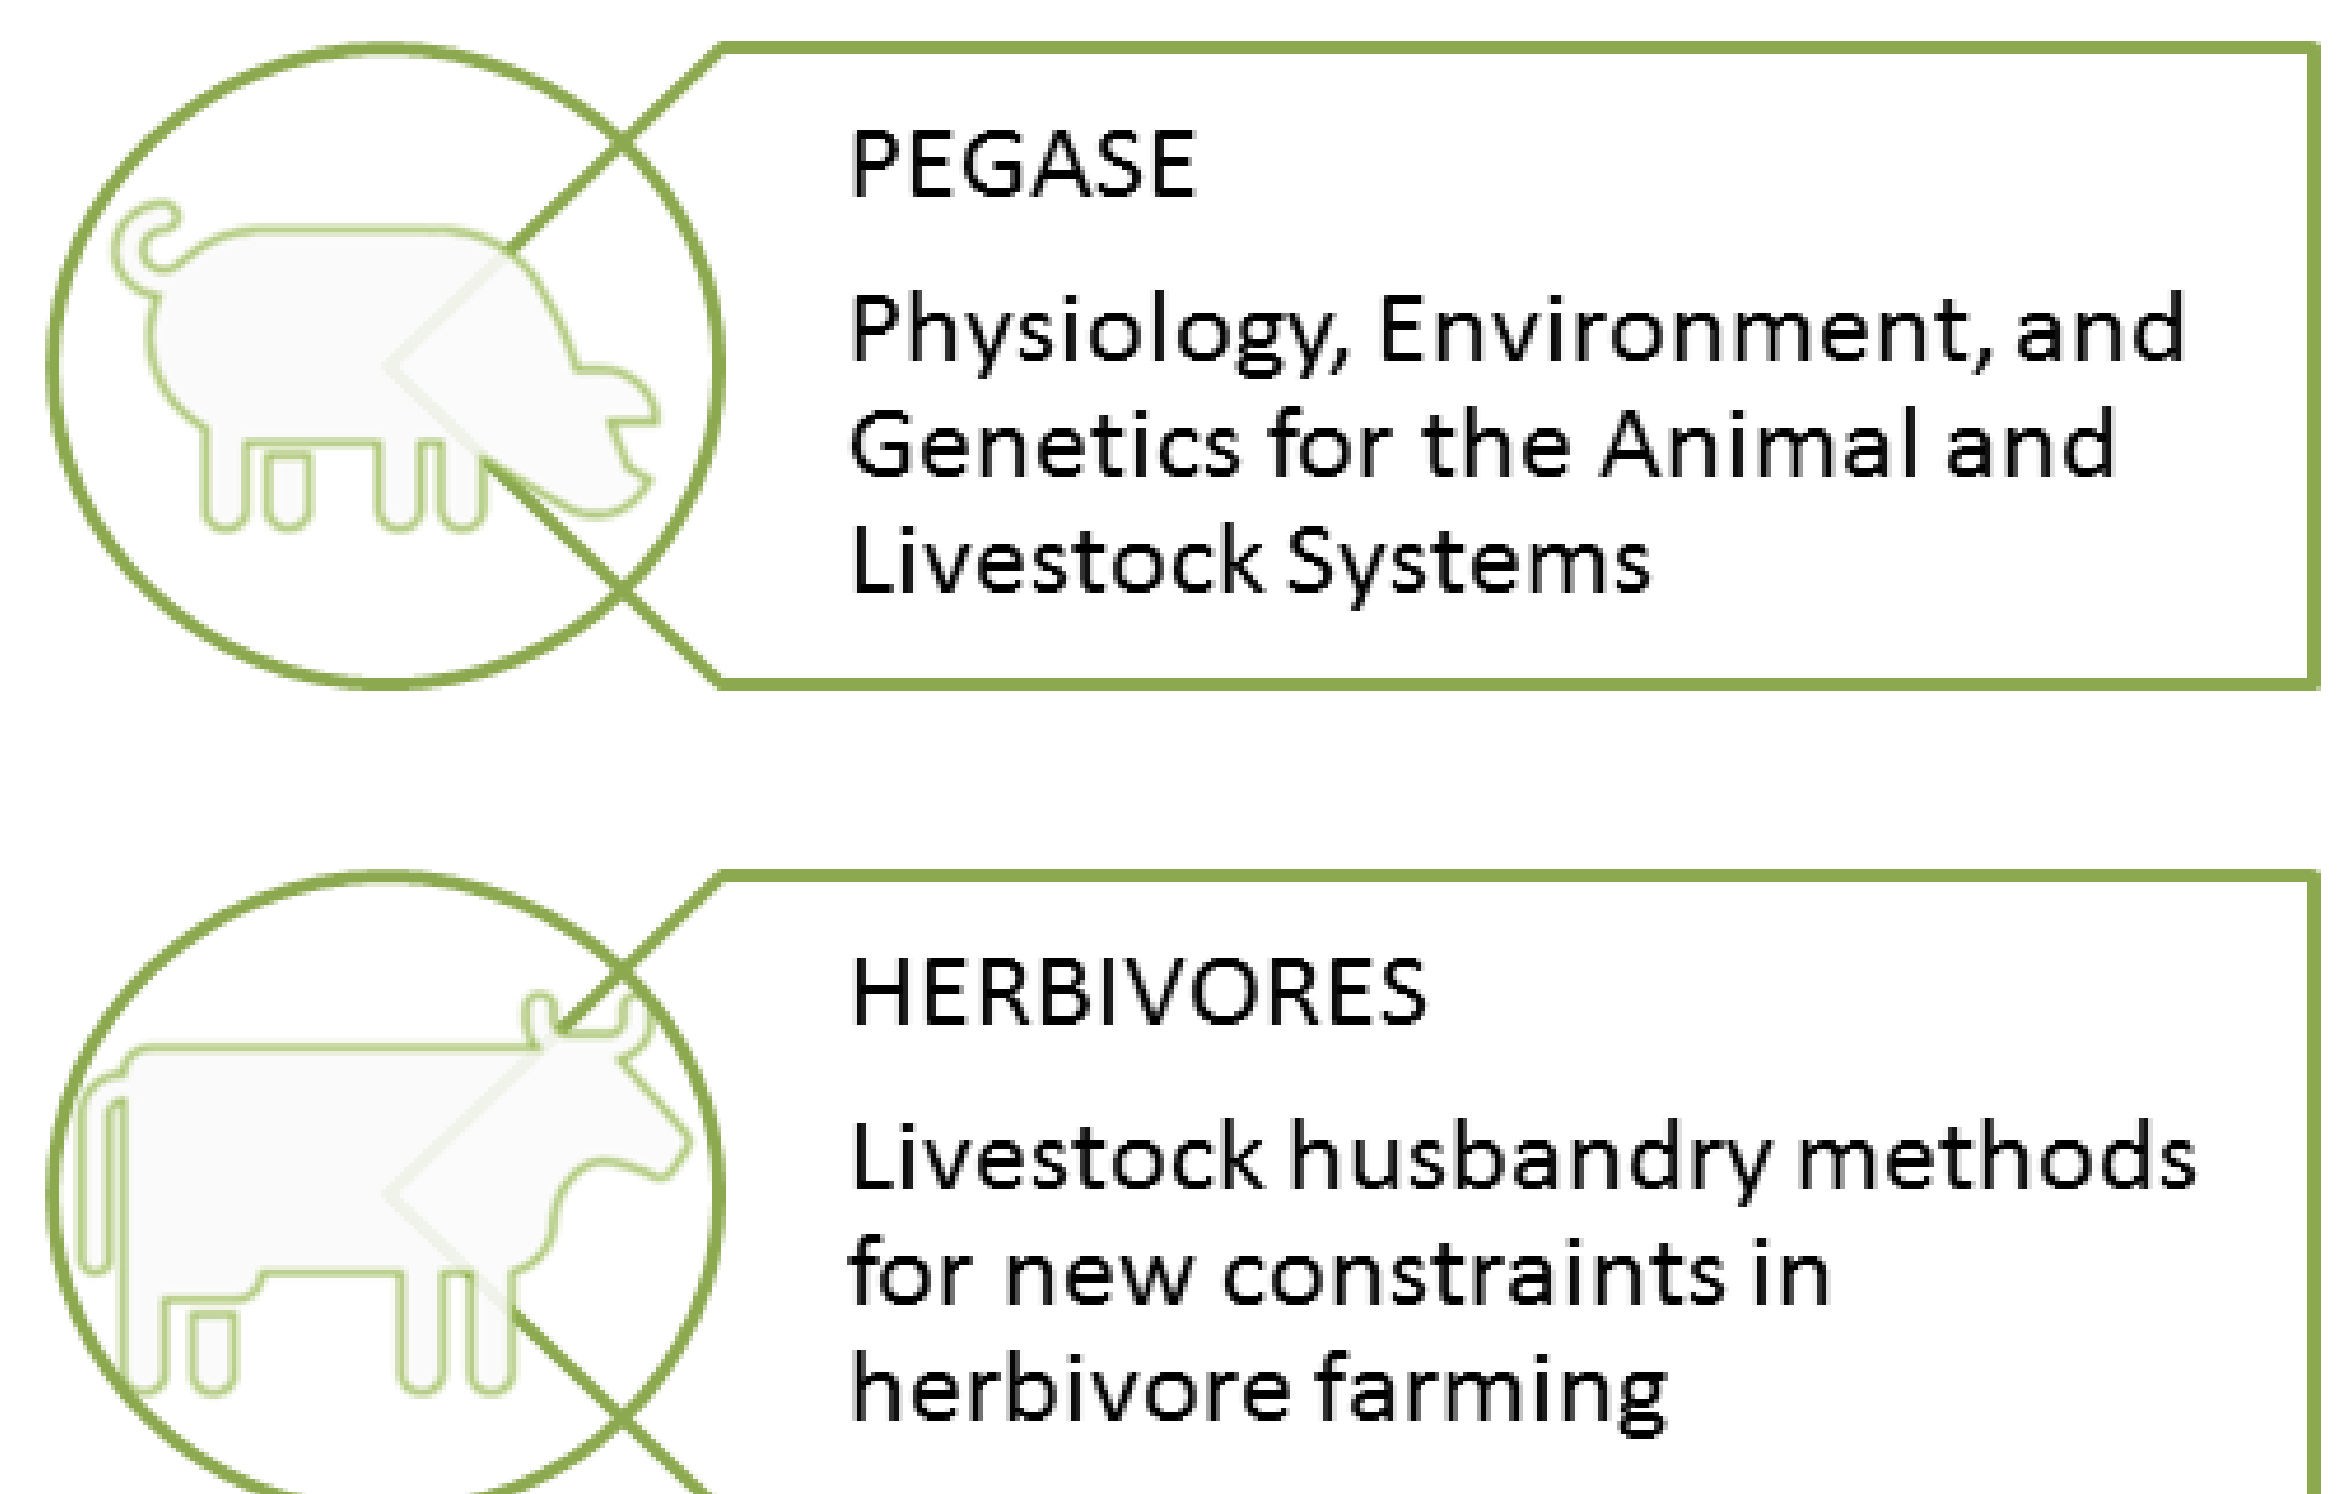 PEGASE
Physiology, Environment, and
Genetics for the Animal and
Livestock Systems
HERBIVORES
Livestock husbandry methods
for new constraints in
herbivore farming